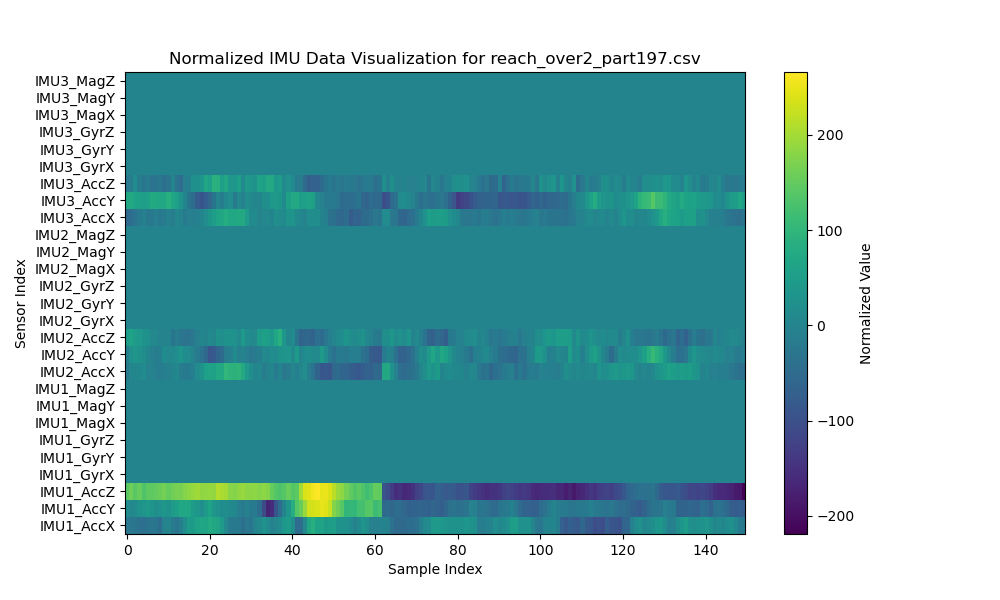 Normalized IMU Data Visualization for reach_over2_part197.csv
IMU3_MagZ
IMU3_MagY
IMU3_MagX
IMU3_GyrZ
IMU3_GyrY
IMU3_GyrX
IMU3_AccZ
IMU3_AccY
IMU3_AccX
IMU2_MagZ
IMU2_MagY
IMU2_MagX
IMU2_GyrZ
IMU2_GyrY
IMU2_GyrX
IMU2_AccZ
IMU2_AccY
IMU2_AccX
IMU1_MagZ
IMU1_MagY
IMU1_MagX
IMU1_GyrZ
IMU1_GyrY
IMU1_GyrX
IMU1_AccZ
IMU1_AccY
IMU1_AccX
Sensor Index
0 20 40 60 80 100 120 140
Sample Index
200
100
0
−100
−200
Normalized Value